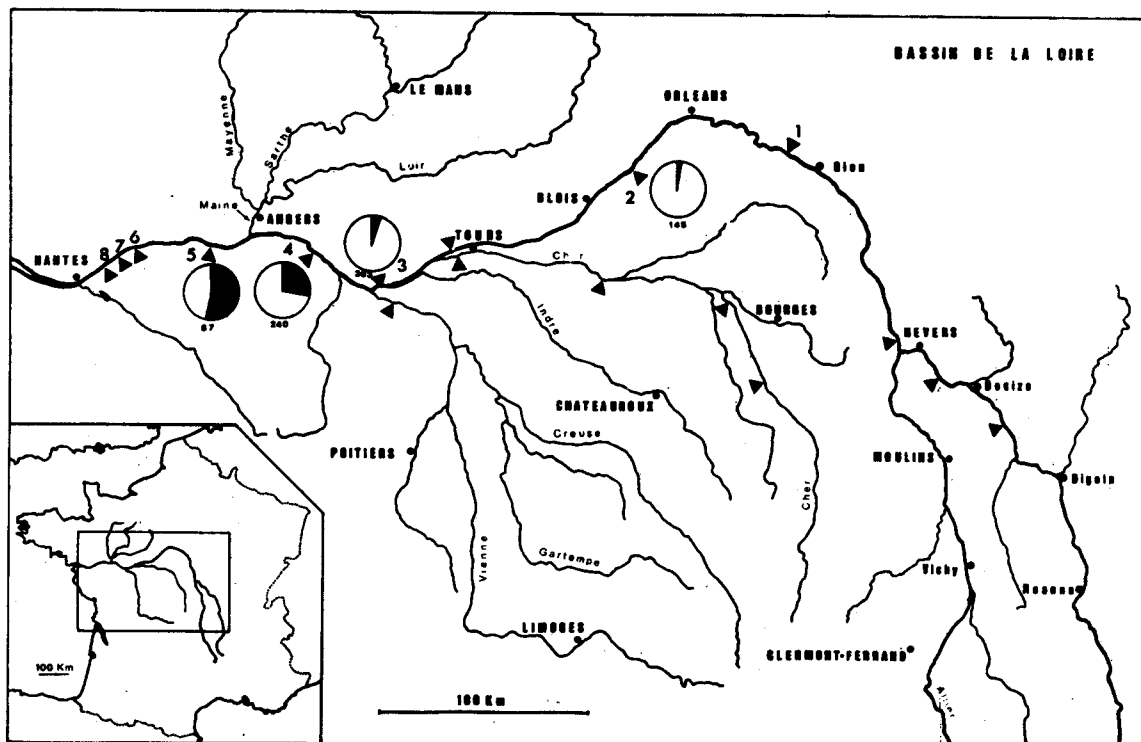 BASSIN DE LA LOIRE
LE MANS
ORLEANS
Mayenne
Sarthe
1
Gien
Loir
2
BLOIS
148
Maine
ANGERS
TOURS
NANTES
8
7
6
5
4
3
Cher
67
240
Indre
BOURGES
NEVERS
Decize
CHATEAUROUX
Creuse
POITIERS
MOULINS
Cher
Digoin
Vienne
Gartempe
Vichy
Roanne
LIMOGES
CLERMONT-FERRAND
100 Km
100 Km
Allier